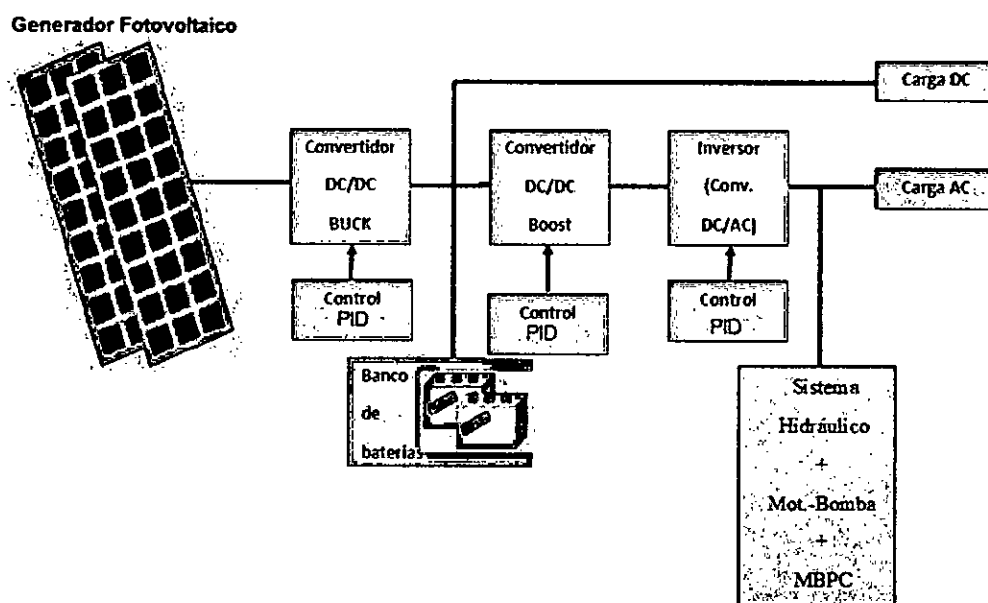 Generador Fotovoltaico
Carga DC
Convertidor
DC/DC
BUCK
Convertidor
DC/DC
Boost
Inversor
(Conv.
DC/AC)
Carga AC
Control
PID
Control
PID
Control
PID
Banco
de
baterias
Sistema
Hidráulico
+
Mot.-Bomba
+
MBPC